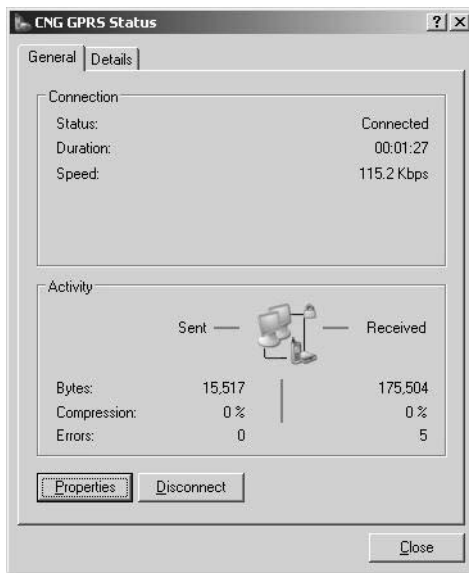 CNG GPRS Status
General Details
Connection
Status: Connected
Duration: 00:01:27
Speed: 115.2 Kbps
Activity
Sent Received
Bytes: 15,517 175,504
Compression: 0 % 0 %
Errors: 0 5
Properties Disconnect
Close